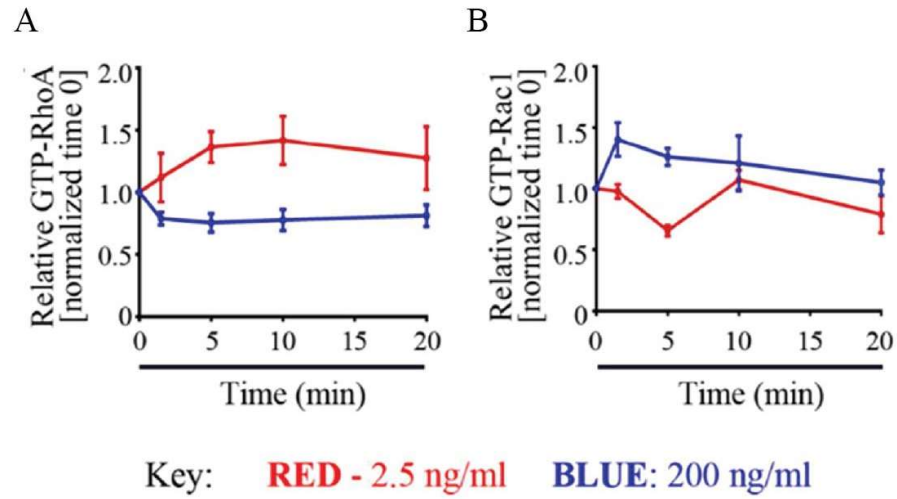 A
Relative GTP-RhoA
[normalized time 0]
2.0
1.5
1.0
0.5
0
0 5 10 15 20
Time (min)
B
Relative GTP-Rac1
[normalized time 0]
2.0
1.5
1.0
0.5
0
0 5 10 15 20
Time (min)
Key: RED - 2.5 ng/ml BLUE: 200 ng/ml